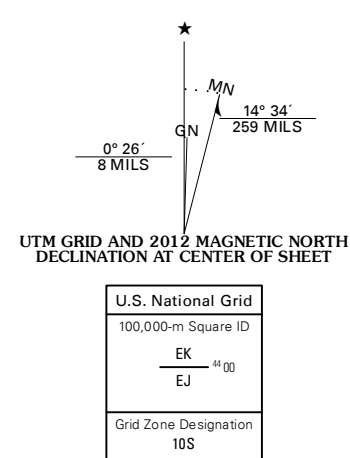 ★
MN
GN
14° 34´
259 MILS
0° 26´
8 MILS
UTM GRID AND 2012 MAGNETIC NORTH
DECLINATION AT CENTER OF SHEET
U.S. National Grid
100,000-m Square ID
EK
44 00
EJ
Grid Zone Designation
10S